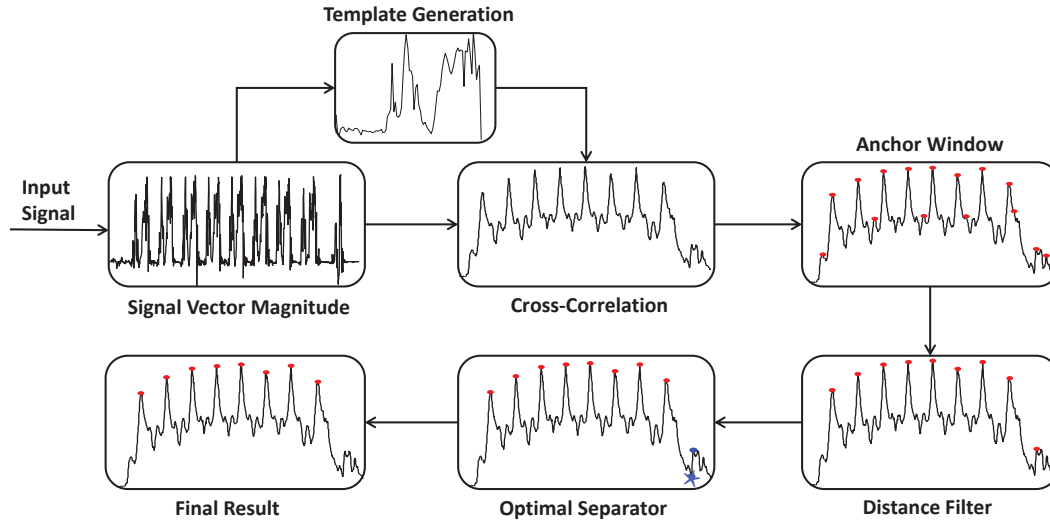 Template Generation
Anchor Window
Input
Signal
Signal Vector Magnitude
Cross-Correlation
Final Result
Optimal Separator
Distance Filter